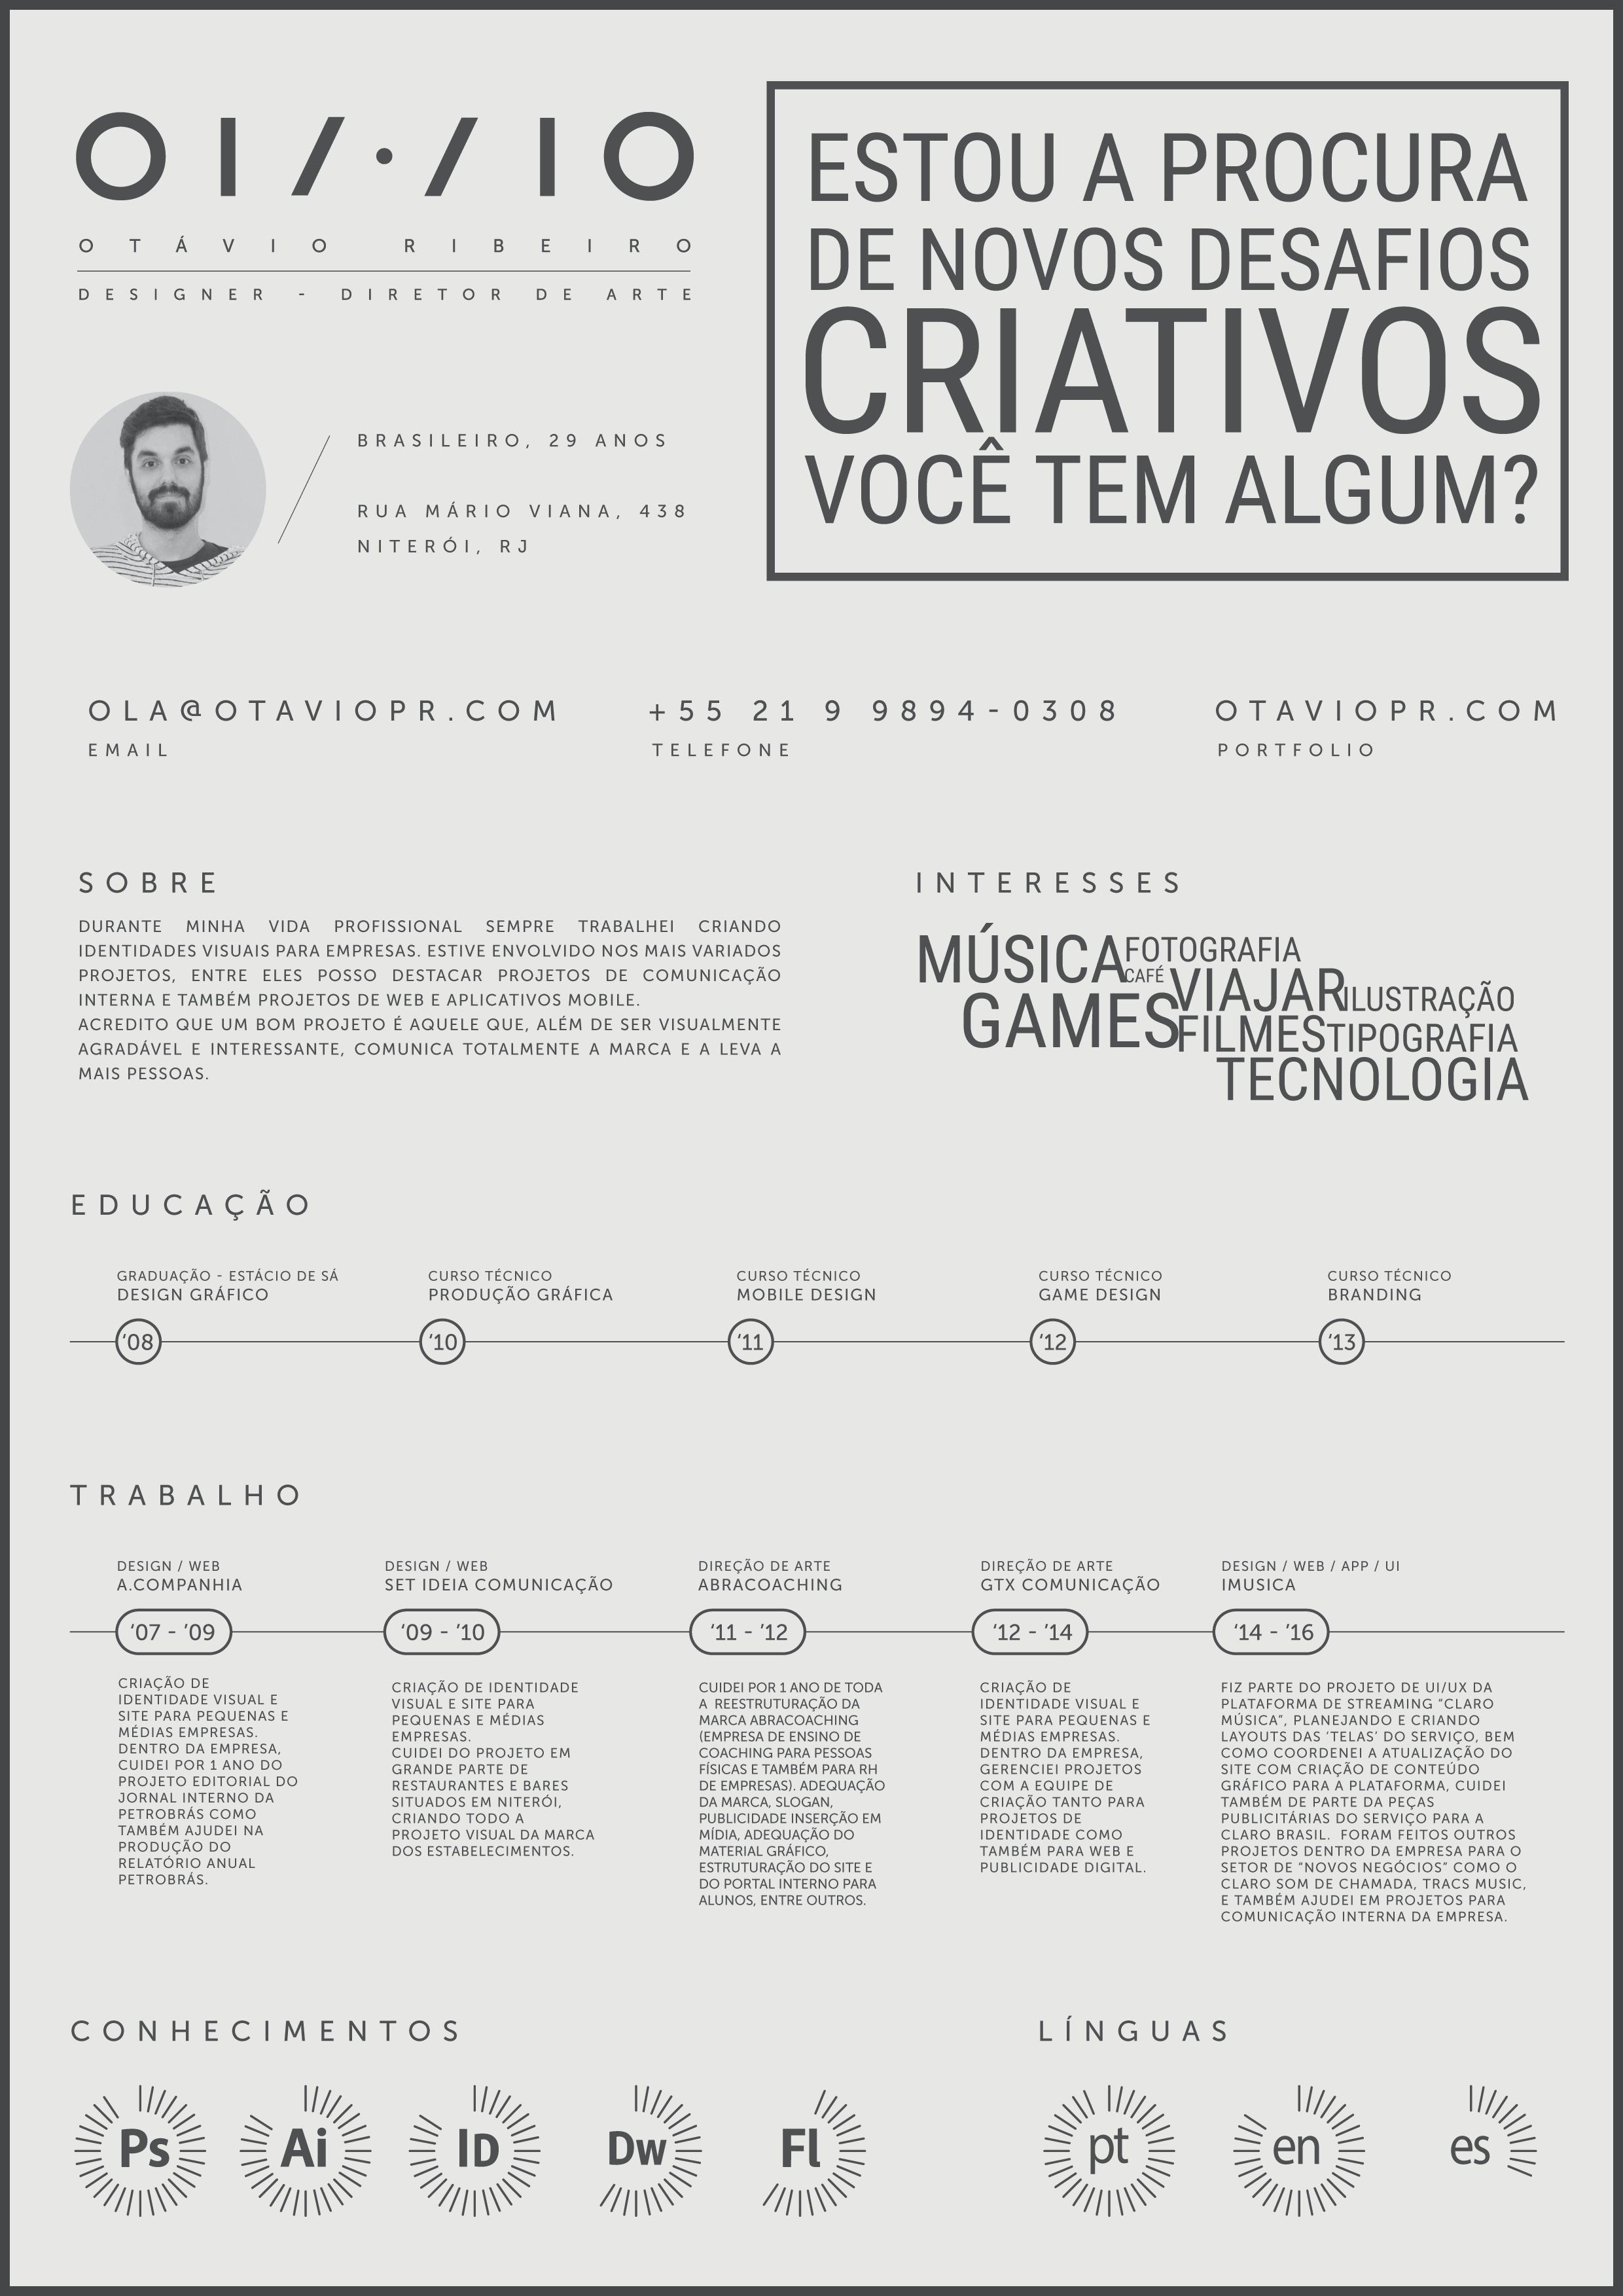 OTÁVIO RIBEIRO
DESIGNER - DIRETOR DE ARTE
ESTOU A PROCURA
DE NOVOS DESAFIOS
CRIATIVOS
VOCÊ TEM ALGUM?
BRASILEIRO, 29 ANOS
RUA MÁRIO VIANA, 438
NITERÓI, RJ
OLA@OTAVIOPR.COM
EMAIL
+55 21 9 9894-0308
TELEFONE
OTAVIOPR.COM
PORTFOLIO
SOBRE
DURANTE MINHA VIDA PROFISSIONAL SEMPRE TRABALHEI CRIANDO
IDENTIDADES VISUAIS PARA EMPRESAS. ESTIVE ENVOLVIDO NOS MAIS VARIADOS
PROJETOS, ENTRE ELES POSSO DESTACAR PROJETOS DE COMUNICAÇÃO
INTERNA E TAMBÉM PROJETOS DE WEB E APLICATIVOS MOBILE.
ACREDITO QUE UM BOM PROJETO É AQUELE QUE, ALÉM DE SER VISUALMENTE
AGRADÁVEL E INTERESSANTE, COMUNICA TOTALMENTE A MARCA E A LEVA A
MAIS PESSOAS.
INTERESSES
MÚSICA
FOTOGRAFIA
CAFÉ
VIAJAR
ILUSTRAÇÃO
GAMES
FILMES
TIPOGRAFIA
TECNOLOGIA
EDUCAÇÃO
GRADUAÇÃO - ESTÁCIO DE SÁ
DESIGN GRÁFICO
‘08
CURSO TÉCNICO
PRODUÇÃO GRÁFICA
‘10
CURSO TÉCNICO
MOBILE DESIGN
‘11
CURSO TÉCNICO
GAME DESIGN
‘12
CURSO TÉCNICO
BRANDING
‘13
TRABALHO
DESIGN / WEB
A.COMPANHIA
‘07 - ‘09
CRIAÇÃO DE
IDENTIDADE VISUAL E
SITE PARA PEQUENAS E
MÉDIAS EMPRESAS.
DENTRO DA EMPRESA,
CUIDEI POR 1 ANO DO
PROJETO EDITORIAL DO
JORNAL INTERNO DA
PETROBRÁS COMO
TAMBÉM AJUDEI NA
PRODUÇÃO DO
RELATÓRIO ANUAL
PETROBRÁS.
DESIGN / WEB
SET IDEIA COMUNICAÇÃO
‘09 - ‘10
CRIAÇÃO DE IDENTIDADE
VISUAL E SITE PARA
PEQUENAS E MÉDIAS
EMPRESAS.
CUIDEI DO PROJETO EM
GRANDE PARTE DE
RESTAURANTES E BARES
SITUADOS EM NITERÓI,
CRIANDO TODO A
PROJETO VISUAL DA MARCA
DOS ESTABELECIMENTOS.
DIREÇÃO DE ARTE
ABRACOACHING
‘11 - ‘12
CUIDEI POR 1 ANO DE TODA
A REESTRUTURAÇÃO DA
MARCA ABRACOACHING
(EMPRESA DE ENSINO DE
COACHING PARA PESSOAS
FÍSICAS E TAMBÉM PARA RH
DE EMPRESAS). ADEQUAÇÃO
DA MARCA, SLOGAN,
PUBLICIDADE INSERÇÃO EM
MÍDIA, ADEQUAÇÃO DO
MATERIAL GRÁFICO,
ESTRUTURAÇÃO DO SITE E
DO PORTAL INTERNO PARA
ALUNOS, ENTRE OUTROS.
DIREÇÃO DE ARTE
GTX COMUNICAÇÃO
‘12 - ‘14
CRIAÇÃO DE
IDENTIDADE VISUAL E
SITE PARA PEQUENAS E
MÉDIAS EMPRESAS.
DENTRO DA EMPRESA,
GERENCIEI PROJETOS
COM A EQUIPE DE
CRIAÇÃO TANTO PARA
PROJETOS DE
IDENTIDADE COMO
TAMBÉM PARA WEB E
PUBLICIDADE DIGITAL.
DESIGN / WEB / APP / UI
IMUSICA
‘14 - ‘16
FIZ PARTE DO PROJETO DE UI/UX DA
PLATAFORMA DE STREAMING “CLARO
MÚSICA”, PLANEJANDO E CRIANDO
LAYOUTS DAS ‘TELAS’ DO SERVIÇO, BEM
COMO COORDENEI A ATUALIZAÇÃO DO
SITE COM CRIAÇÃO DE CONTEÚDO
GRÁFICO PARA A PLATAFORMA, CUIDEI
TAMBÉM DE PARTE DA PEÇAS
PUBLICITÁRIAS DO SERVIÇO PARA A
CLARO BRASIL. FORAM FEITOS OUTROS
PROJETOS DENTRO DA EMPRESA PARA O
SETOR DE “NOVOS NEGÓCIOS” COMO O
CLARO SOM DE CHAMADA, TRACS MUSIC,
E TAMBÉM AJUDEI EM PROJETOS PARA
COMUNICAÇÃO INTERNA DA EMPRESA.
CONHECIMENTOS
Ps
Ai
ID
Dw
Fl
LÍNGUAS
pt
en
es